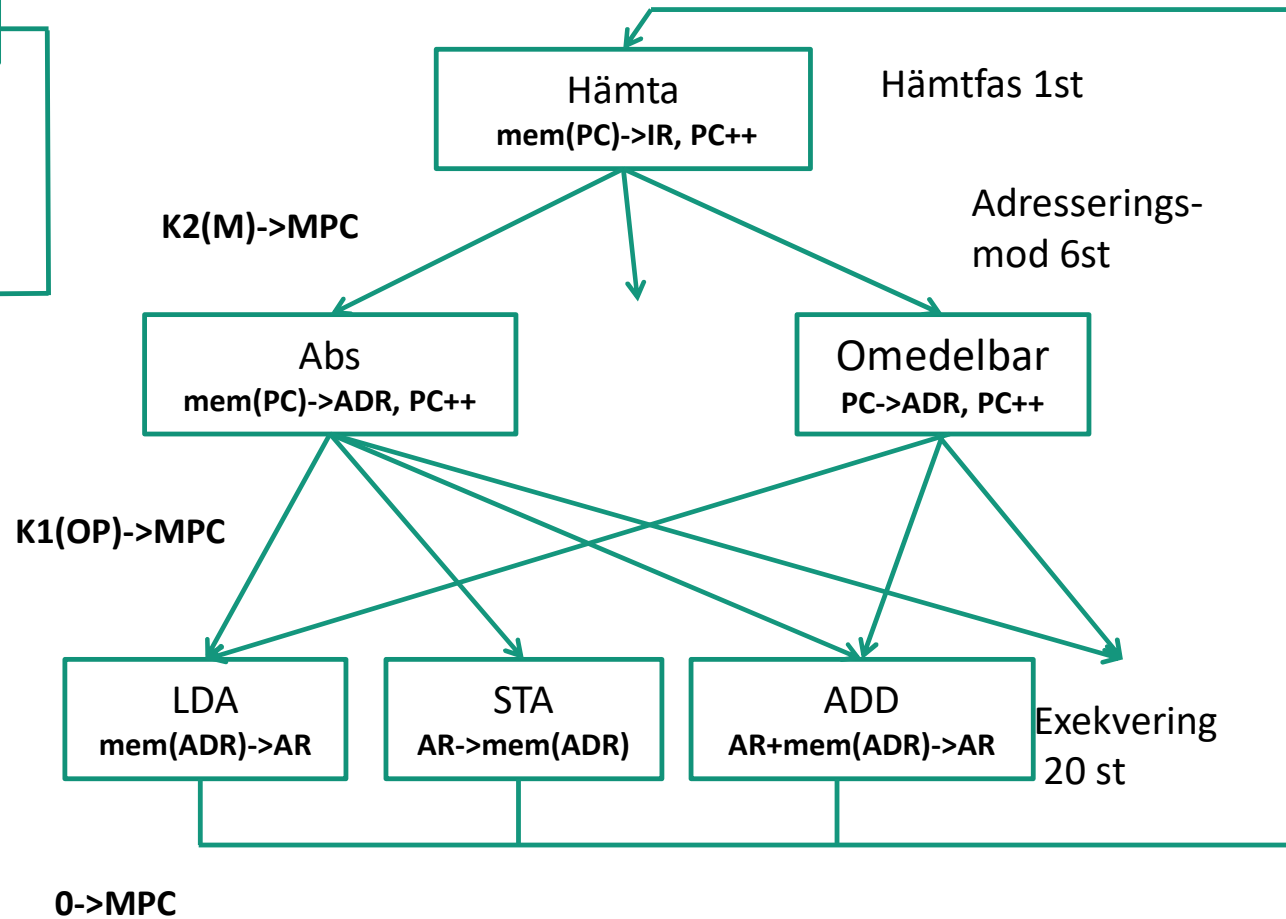 Hämta
mem(PC)->IR, PC++
Hämtfas 1st
K2(M)->MPC
Adresserings-
mod 6st
Abs
mem(PC)->ADR, PC++
Omedelbar
PC->ADR, PC++
K1(OP)->MPC
LDA
mem(ADR)->AR
STA
AR->mem(ADR)
ADD
AR+mem(ADR)->AR
Exekvering
20 st
0->MPC